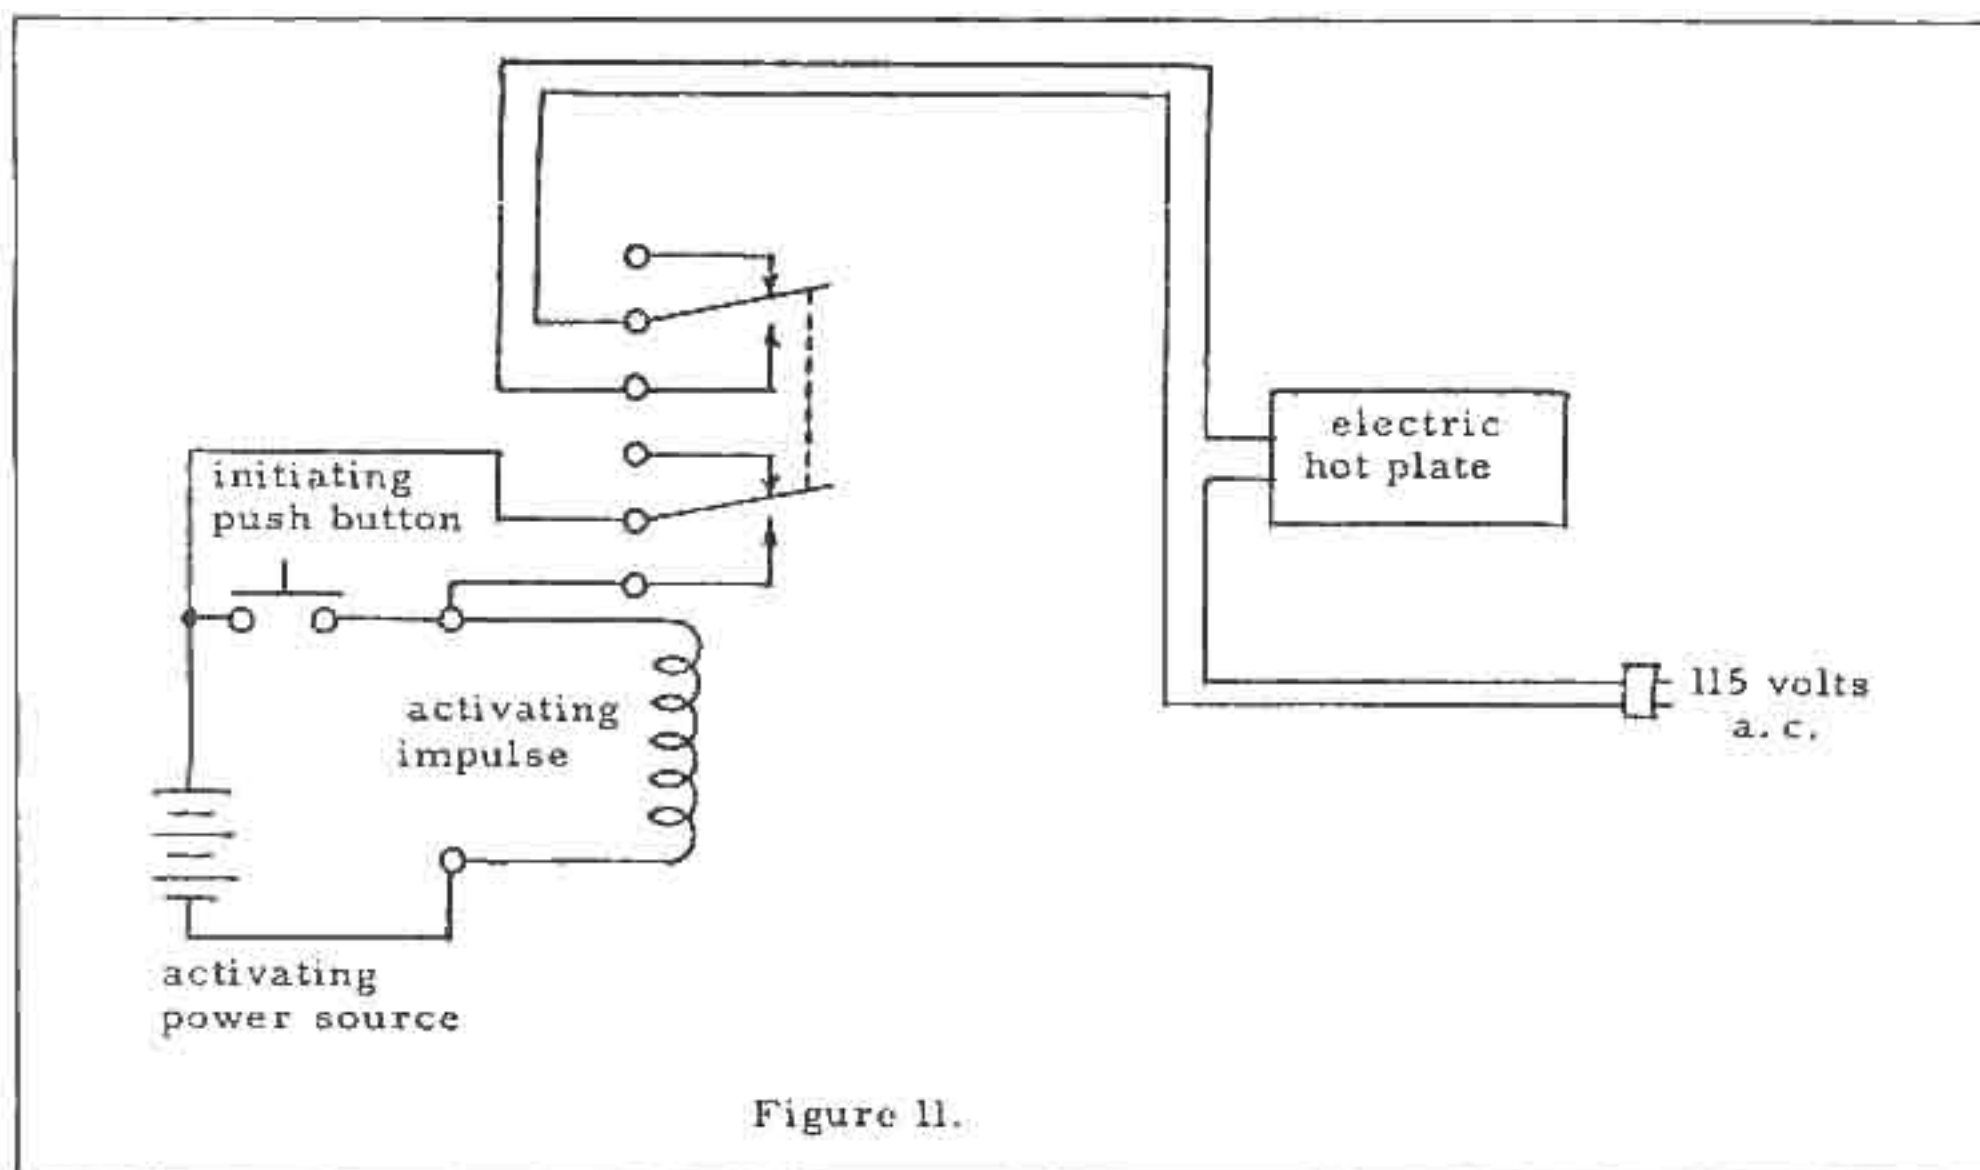 initiating
push button
electric
hot plate
activating
impulse
115 volts
a. c.
activating
power source
Figure 11.